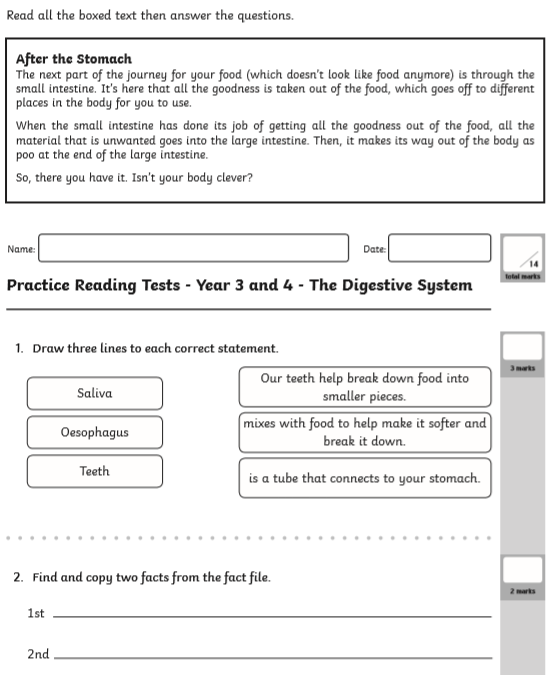 Read all the boxed text then answer the questions.
After the Stomach
The next part of the journey for your food (which doesn't look like food anymore) is through the
small intestine. It's here that all the goodness is taken out of the food, which goes off to different
places in the body for you to use.
When the small intestine has done its job of getting all the goodness out of the food, all the
material that is unwanted goes into the large intestine. Then, it makes its way out of the body as
poo at the end of the large intestine.
So, there you have it. Isn't your body clever?
Name:
Date:
14
total marks
Practice Reading Tests - Year 3 and 4 - The Digestive System
1. Draw three lines to each correct statement.
3 marks
Saliva
Oesophagus
Teeth
Our teeth help break down food into
smaller pieces.
mixes with food to help make it softer and
break it down.
is a tube that connects to your stomach.
2. Find and copy two facts from the fact file.
2 marks
1st
2nd